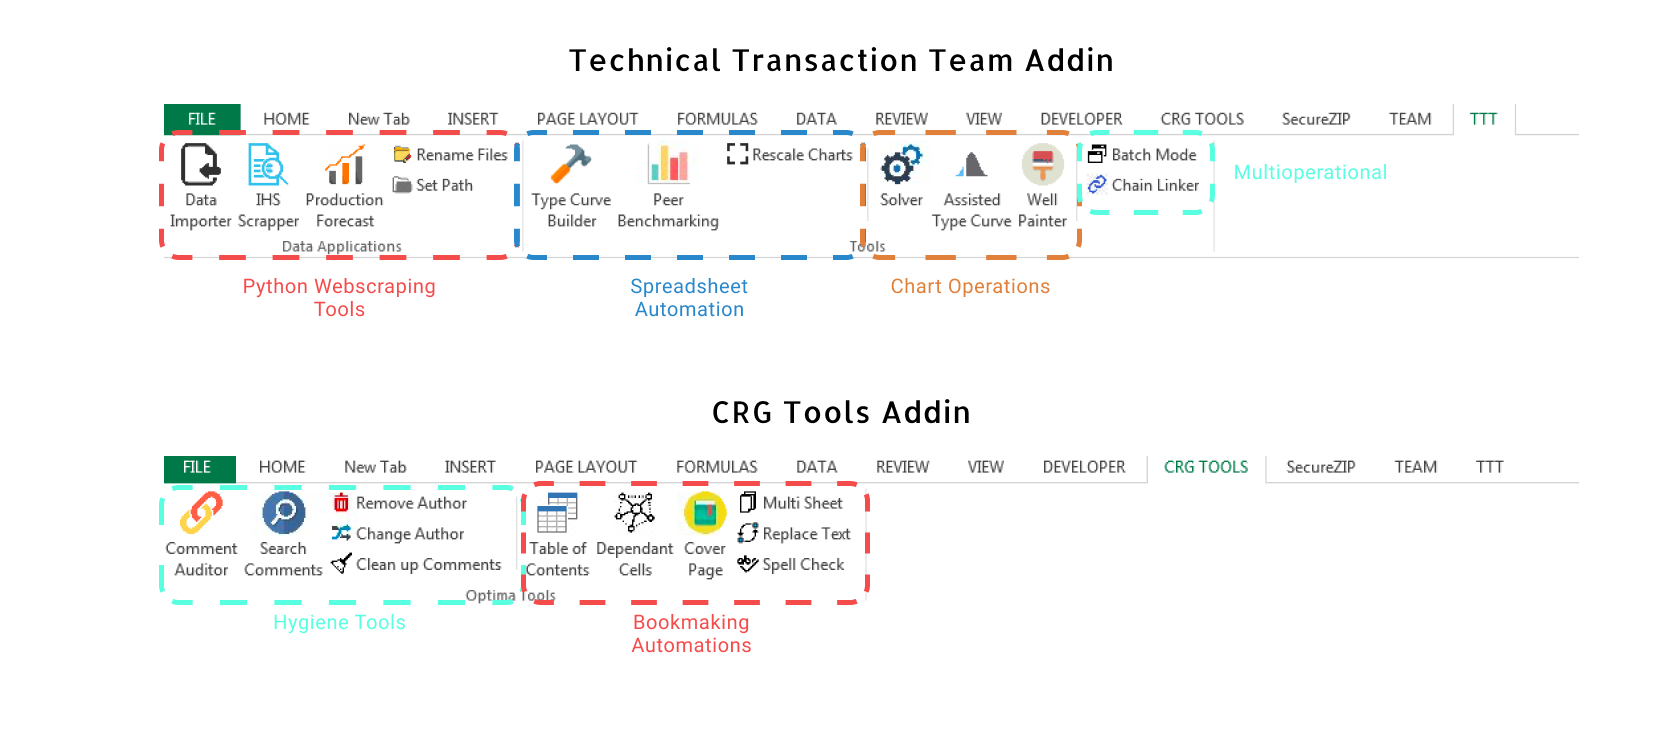 Technical Transaction Team Addin
FILE HOME New Tab INSERT PAGE LAYOUT FORMULAS DATA REVIEW VIEW DEVELOPER CRG TOOLS SecureZIP TEAM TTT
Data Importer
IHS Scrapper
Production Forecast
Rename Files
Set Path
Data Applications
Type Curve Builder
Peer Benchmarking
Rescale Charts
Tools
Solver
Assisted Type Curve
Well Painter
Batch Mode
Chain Linker
Multioperational
Python Webscraping
Tools
Spreadsheet
Automation
Chart Operations
CRG Tools Addin
FILE HOME New Tab INSERT PAGE LAYOUT FORMULAS DATA REVIEW VIEW DEVELOPER CRG TOOLS SecureZIP TEAM TTT
Comment Auditor
Search Comments
Remove Author
Change Author
Clean up Comments
Optima Tools
Table of Contents
Dependant Cells
Cover Page
Multi Sheet
Replace Text
abc
Spell Check
Hygiene Tools
Bookmaking
Automations